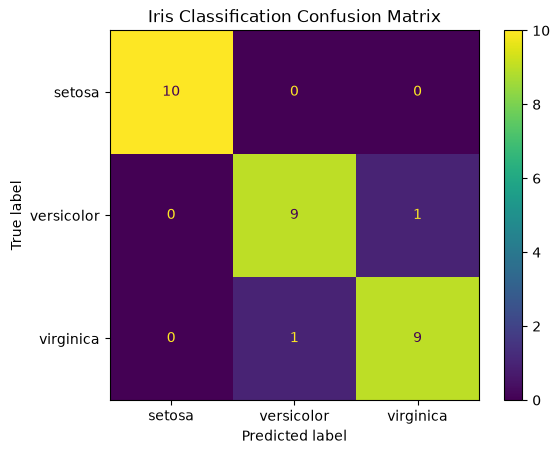 Iris Classification Confusion Matrix
setosa 10 0 0
versicolor 0 9 1
virginica 0 1 9
setosa versicolor virginica
Predicted label
True label
10
8
6
4
2
0